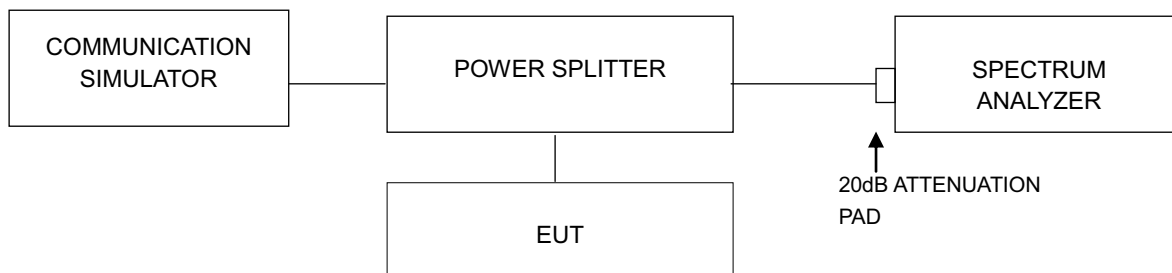 COMMUNICATION
SIMULATOR
POWER SPLITTER
SPECTRUM
ANALYZER
20dB ATTENUATION
PAD
EUT